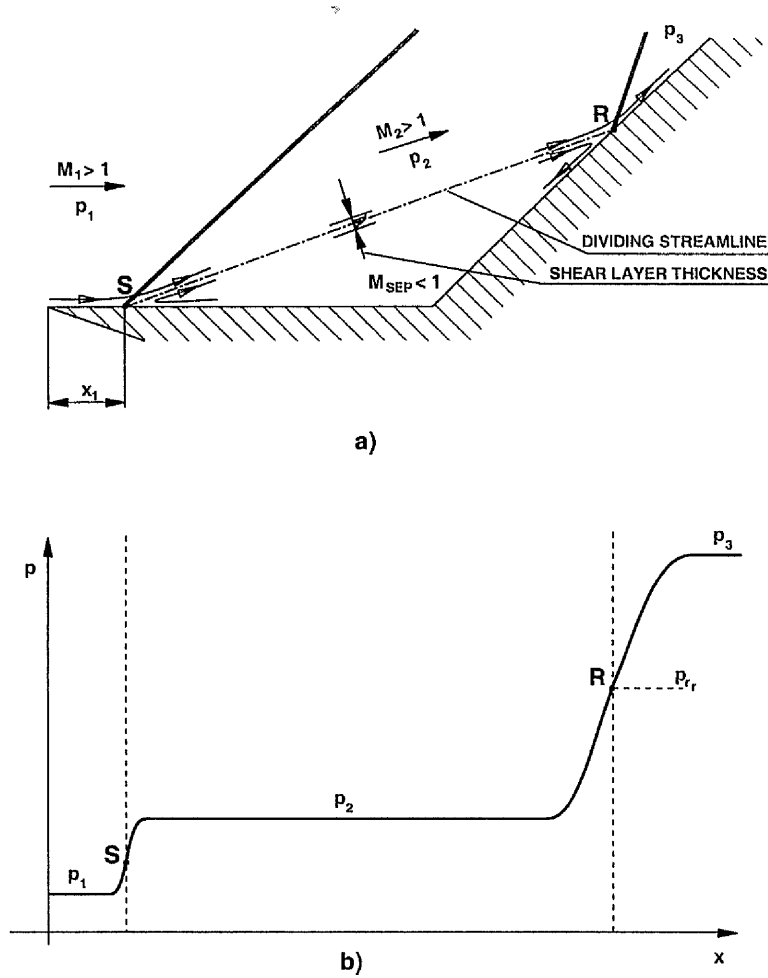 p₃
R
M₂ > 1
p₂
M₁ > 1
p₁
DIVIDING STREAMLINE
S
SHEAR LAYER THICKNESS
M_SEP < 1
x₁
a)
p
p₃
R
p_rr
p₂
S
p₁
x
b)